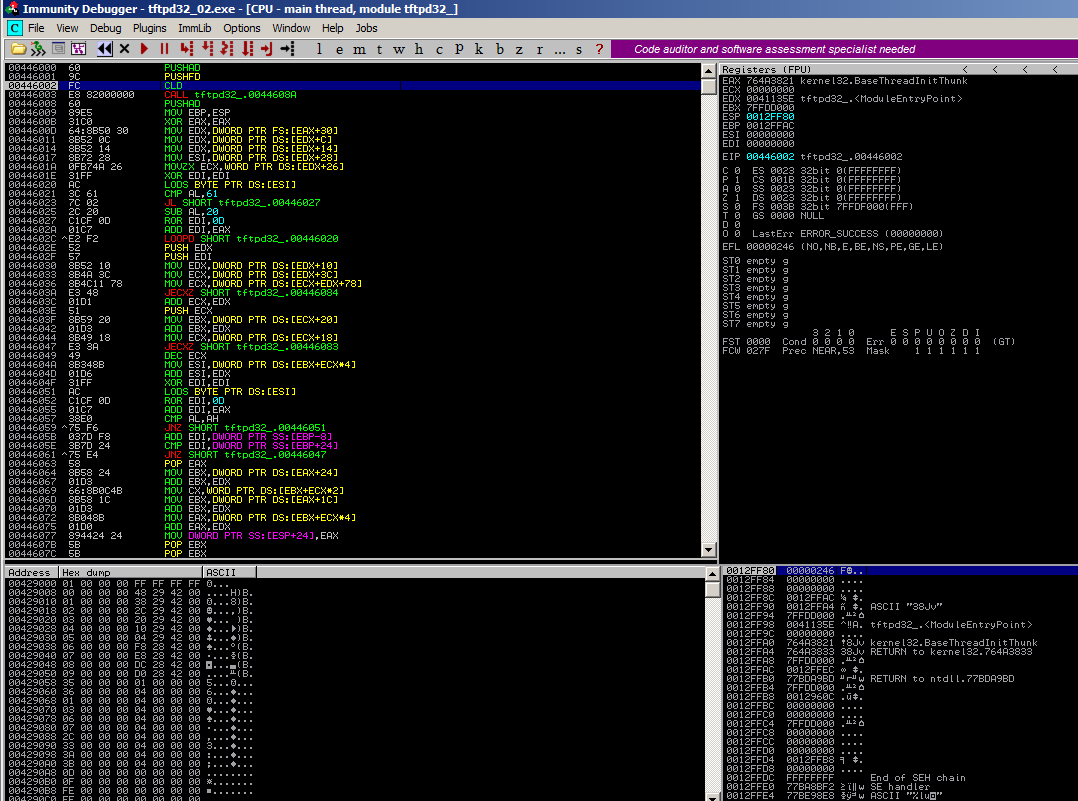 Immunity Debugger - tftpd32_02.exe - [CPU - main thread, module tftpd32_]
C File View Debug Plugins ImmLib Options Window Help Jobs
l e m t w h c P k b z r ... s ? Code auditor and software assessment specialist needed
00446000 60 PUSHAD
00446001 9C PUSHFD
00446002 FC CLD
00446003 E8 82000000 CALL tftpd32_.0044608A
00446008 60 PUSHAD
00446009 89E5 MOV EBP,ESP
0044600B 31C0 XOR EAX,EAX
0044600D 64:8B50 30 MOV EDX,DWORD PTR FS:[EAX+30]
00446011 8B52 0C MOV EDX,DWORD PTR DS:[EDX+C]
00446014 8B52 14 MOV EDX,DWORD PTR DS:[EDX+14]
00446017 8B72 28 MOV ESI,DWORD PTR DS:[EDX+28]
0044601A 0FB74A 26 MOVZX ECX,WORD PTR DS:[EDX+26]
0044601E 31FF XOR EDI,EDI
00446020 AC LODS BYTE PTR DS:[ESI]
00446021 3C 61 CMP AL,61
00446023 7C 02 JL SHORT tftpd32_.00446027
00446025 2C 20 SUB AL,20
00446027 C1CF 0D ROR EDI,0D
0044602A 01C7 ADD EDI,EAX
0044602C ^E2 F2 LOOPD SHORT tftpd32_.00446020
0044602E 52 PUSH EDX
0044602F 57 PUSH EDI
00446030 8B52 10 MOV EDX,DWORD PTR DS:[EDX+10]
00446033 8B4A 3C MOV ECX,DWORD PTR DS:[EDX+3C]
00446036 8B4C11 78 MOV ECX,DWORD PTR DS:[ECX+EDX+78]
0044603A E3 48 JECXZ SHORT tftpd32_.00446084
0044603C 01D1 ADD ECX,EDX
0044603E 51 PUSH ECX
0044603F 8B59 20 MOV EBX,DWORD PTR DS:[ECX+20]
00446042 01D3 ADD EBX,EDX
00446044 8B49 18 MOV ECX,DWORD PTR DS:[ECX+18]
00446047 E3 3A JECXZ SHORT tftpd32_.00446083
00446049 49 DEC ECX
0044604A 8B348B MOV ESI,DWORD PTR DS:[EBX+ECX*4]
0044604D 01D6 ADD ESI,EDX
0044604F 31FF XOR EDI,EDI
00446051 AC LODS BYTE PTR DS:[ESI]
00446052 C1CF 0D ROR EDI,0D
00446055 01C7 ADD EDI,EAX
00446057 38E0 CMP AL,AH
00446059 ^75 F6 JNZ SHORT tftpd32_.00446051
0044605B 037D F8 ADD EDI,DWORD PTR SS:[EBP-8]
0044605E 3B7D 24 CMP EDI,DWORD PTR SS:[EBP+24]
00446061 ^75 E4 JNZ SHORT tftpd32_.00446047
00446063 58 POP EAX
00446064 8B58 24 MOV EBX,DWORD PTR DS:[EAX+24]
00446067 01D3 ADD EBX,EDX
00446069 66:8B0C4B MOV CX,WORD PTR DS:[EBX+ECX*2]
0044606D 8B58 1C MOV EBX,DWORD PTR DS:[EAX+1C]
00446070 01D3 ADD EBX,EDX
00446072 8B048B MOV EAX,DWORD PTR DS:[EBX+ECX*4]
00446075 01D0 ADD EAX,EDX
00446077 894424 24 MOV DWORD PTR SS:[ESP+24],EAX
0044607B 5B POP EBX
0044607C 5B POP EBX
Registers (FPU) < < < <
EAX 764A3821 kernel32.BaseThreadInitThunk
ECX 00000000
EDX 0041135E tftpd32_.<ModuleEntryPoint>
EBX 7FFDD000
ESP 0012FF80
EBP 0012FFAC
ESI 00000000
EDI 00000000
EIP 00446002 tftpd32_.00446002
C 0 ES 0023 32bit 0(FFFFFFFF)
P 1 CS 001B 32bit 0(FFFFFFFF)
A 0 SS 0023 32bit 0(FFFFFFFF)
Z 1 DS 0023 32bit 0(FFFFFFFF)
S 0 FS 003B 32bit 7FFDF000(FFF)
T 0 GS 0000 NULL
D 0
O 0 LastErr ERROR_SUCCESS (00000000)
EFL 00000246 (NO,NB,E,BE,NS,PE,GE,LE)
ST0 empty g
ST1 empty g
ST2 empty g
ST3 empty g
ST4 empty g
ST5 empty g
ST6 empty g
ST7 empty g
3 2 1 0 E S P U O Z D I
FST 0000 Cond 0 0 0 0 Err 0 0 0 0 0 0 0 0 (GT)
FCW 027F Prec NEAR,53 Mask 1 1 1 1 1 1
Address Hex dump ASCII
00429000 01 00 00 00 FF FF FF FF
00429008 00 00 00 00 48 29 42 00 ....H)B.
00429010 01 00 00 00 38 29 42 00
00429018 02 00 00 00 2C 29 42 00
00429020 03 00 00 00 20 29 42 00
00429028 04 00 00 00 10 29 42 00
00429030 05 00 00 00 04 29 42 00
00429038 06 00 00 00 F8 28 42 00
00429040 07 00 00 00 E8 28 42 00
00429048 08 00 00 00 DC 28 42 00
00429050 09 00 00 00 D0 28 42 00
00429058 35 00 00 00 01 00 00 00
00429060 36 00 00 00 04 00 00 00
00429068 01 00 00 00 04 00 00 00
00429070 03 00 00 00 04 00 00 00
00429078 06 00 00 00 04 00 00 00
00429080 07 00 00 00 04 00 00 00
00429088 2C 00 00 00 04 00 00 00
00429090 33 00 00 00 04 00 00 00
00429098 3A 00 00 00 04 00 00 00
004290A0 3B 00 00 00 04 00 00 00
004290A8 0D 00 00 00 00 00 00 00
004290B0 0F 00 00 00 00 00 00 00
004290B8 FE 00 00 00 00 00 00 00
0012FF80 00000246
0012FF84 00000000 ....
0012FF88 00000000 ....
0012FF8C 0012FFAC
0012FF90 0012FFA4 ASCII "38Jv"
0012FF94 7FFDD000
0012FF98 0041135E tftpd32_.<ModuleEntryPoint>
0012FF9C 00000000 ....
0012FFA0 764A3821 !8Jv kernel32.BaseThreadInitThunk
0012FFA4 764A3833 38Jv RETURN to kernel32.764A3833
0012FFA8 7FFDD000
0012FFAC 0012FFEC
0012FFB0 77BDA9BD RETURN to ntdll.77BDA9BD
0012FFB4 7FFDD000
0012FFB8 0012960C
0012FFBC 00000000 ....
0012FFC0 00000000 ....
0012FFC4 7FFDD000
0012FFC8 00000000 ....
0012FFCC 00000000 ....
0012FFD0 00000000 ....
0012FFD4 0012FFB8
0012FFD8 00000000 ....
0012FFDC FFFFFFFF End of SEH chain
0012FFE0 77BA8BF2 SE handler
0012FFE4 77BE98E8